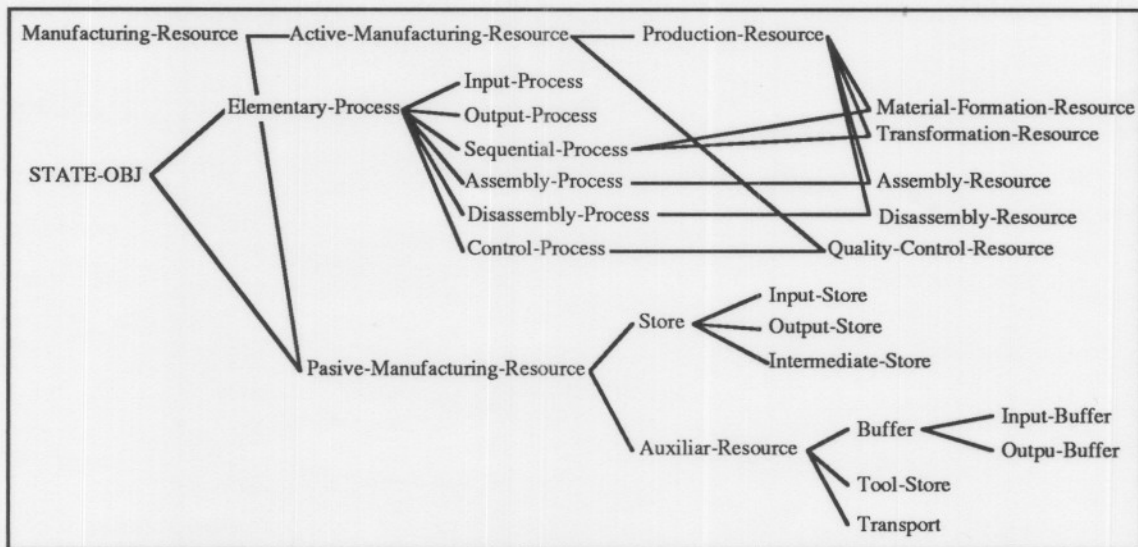 Manufacturing-Resource Active-Manufacturing-Resource Production-Resource
Input-Process
Elementary-Process Material-Formation-Resource
Output-Process
Transformation-Resource
Sequential-Process
STATE-OBJ Assembly-Process Assembly-Resource
Disassembly-Process Disassembly-Resource
Control-Process Quality-Control-Resource
Input-Store
Store Output-Store
Intermediate-Store
Pasive-Manufacturing-Resource
Input-Buffer
Buffer
Auxiliar-Resource Outpu-Buffer
Tool-Store
Transport